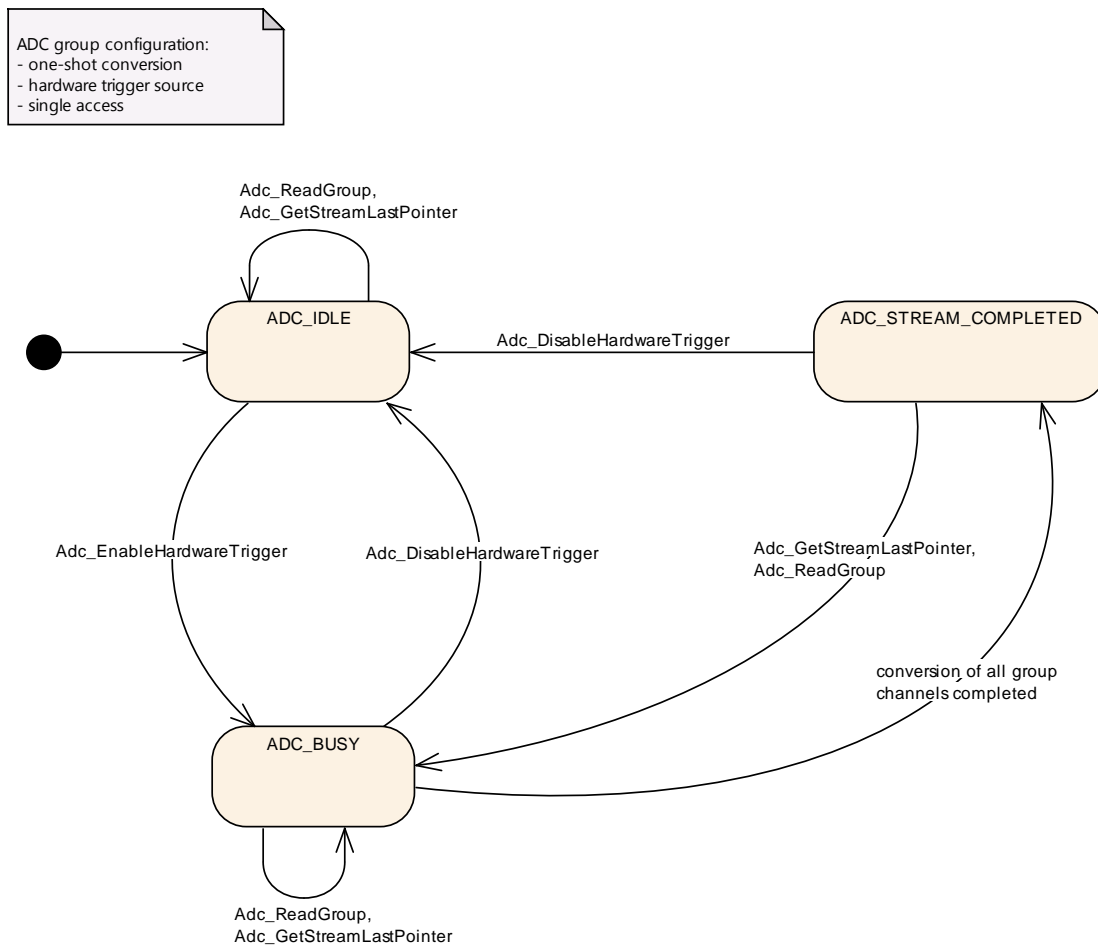 ADC group configuration:
- one-shot conversion
- hardware trigger source
- single access
Adc_ReadGroup,
Adc_GetStreamLastPointer
ADC_IDLE
ADC_STREAM_COMPLETED
Adc_DisableHardwareTrigger
Adc_EnableHardwareTrigger
Adc_DisableHardwareTrigger
Adc_GetStreamLastPointer,
Adc_ReadGroup
conversion of all group
channels completed
ADC_BUSY
Adc_ReadGroup,
Adc_GetStreamLastPointer